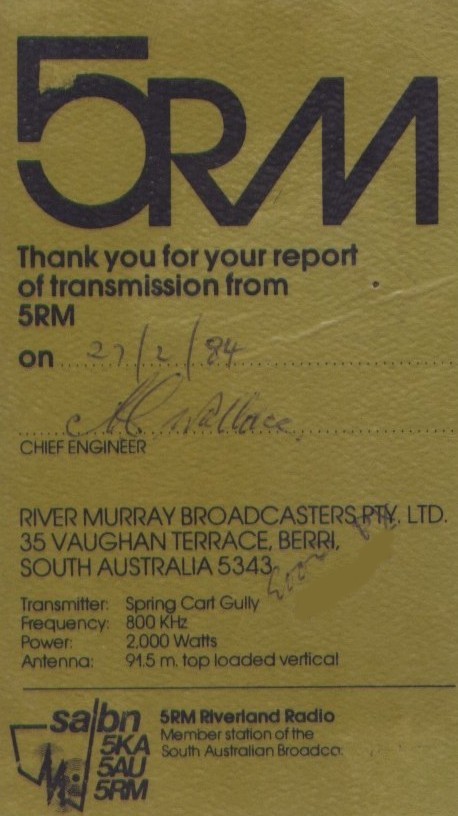 5RM
Thank you for your report
of transmission from
5RM
on 27/2/84
Wallace
CHIEF ENGINEER
RIVER MURRAY BROADCASTERS PTY. LTD.
35 VAUGHAN TERRACE, BERRI,
SOUTH AUSTRALIA 5343
Transmitter: Spring Cart Gully
Frequency: 800 KHz
Power: 2,000 Watts
Antenna: 91.5 m. top loaded vertical
sabn
5KA
5AU
5RM
5RM Riverland Radio
Member station of the
South Australian Broadca